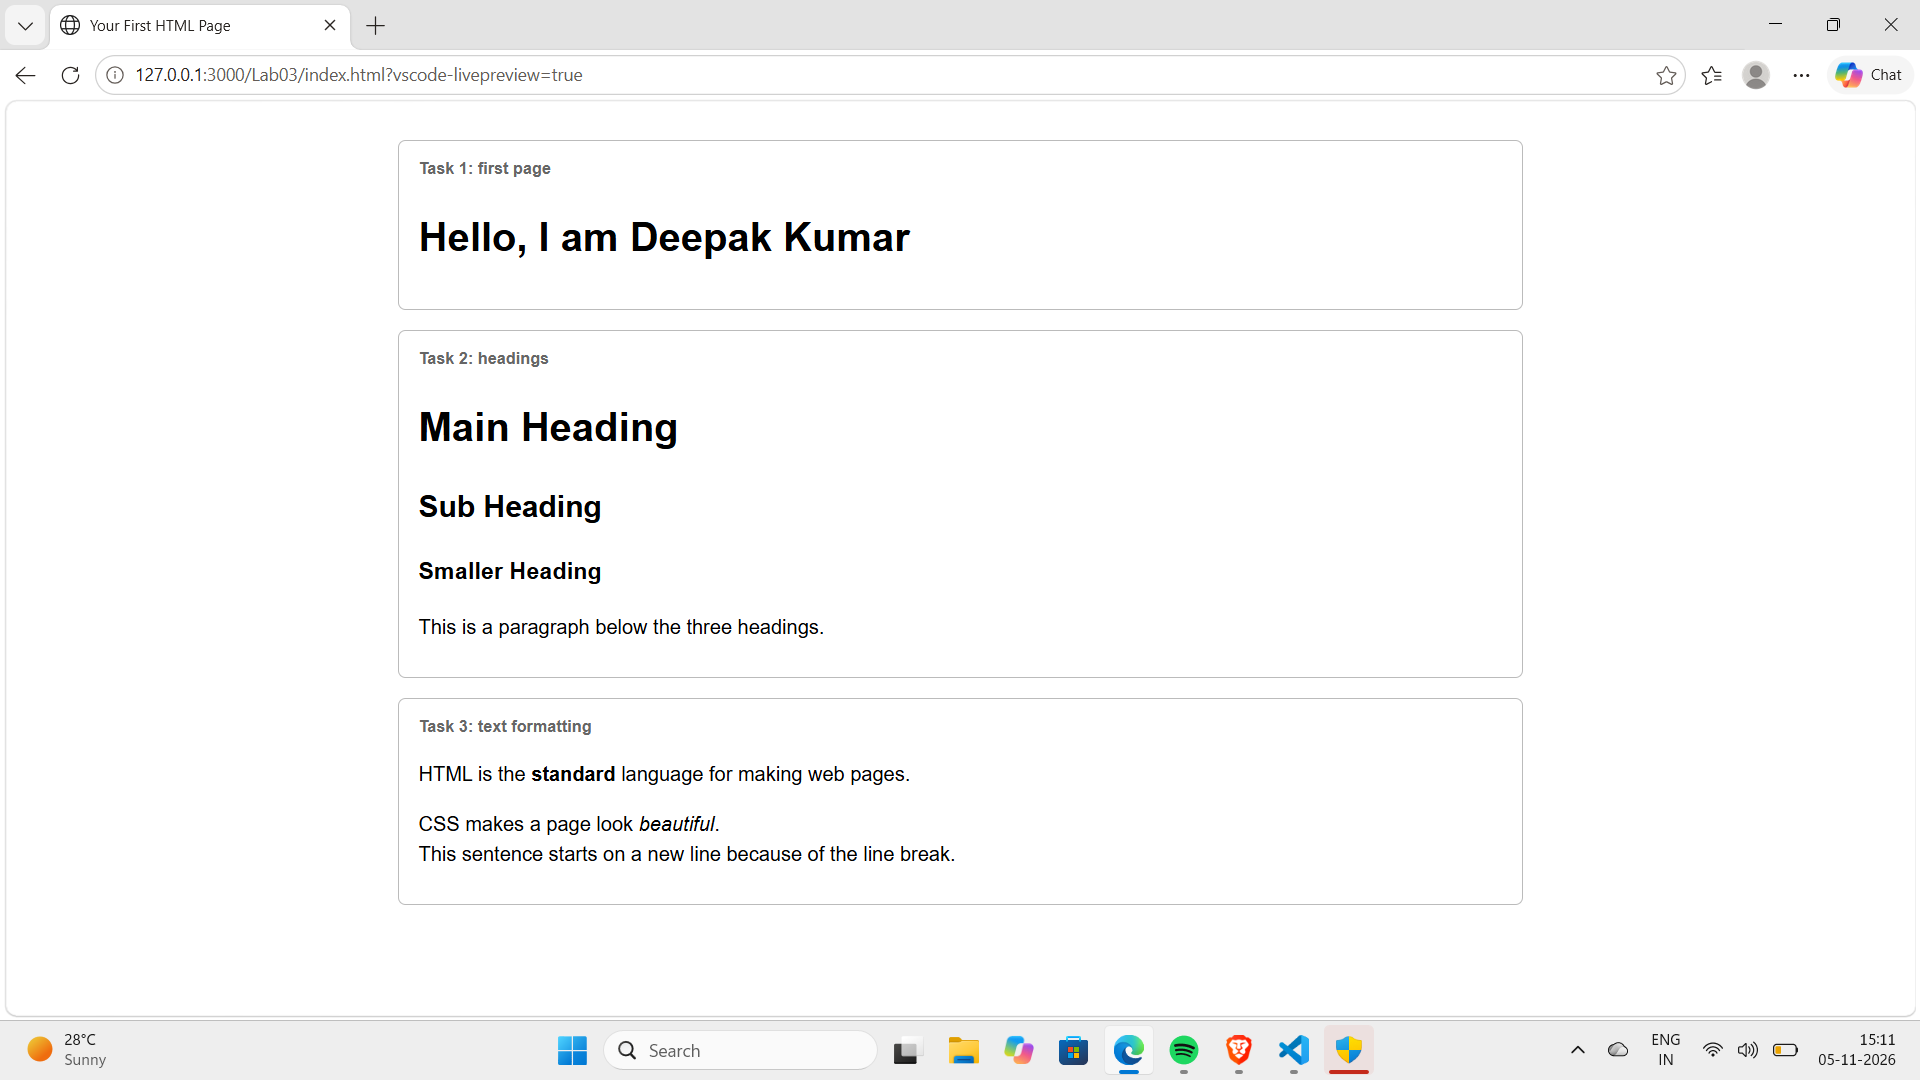 Your First HTML Page
127.0.0.1:3000/Lab03/index.html?vscode-livepreview=true
Chat
Task 1: first page
Hello, I am Deepak Kumar
Task 2: headings
Main Heading
Sub Heading
Smaller Heading
This is a paragraph below the three headings.
Task 3: text formatting
HTML is the standard language for making web pages.
CSS makes a page look beautiful.
This sentence starts on a new line because of the line break.
28°C
Sunny
Search
ENG
IN
15:11
05-11-2026